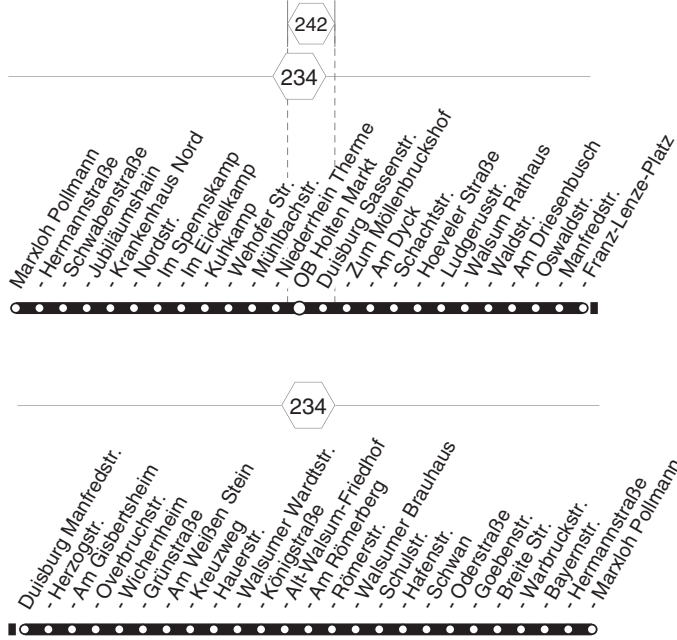 242
234
Marxloh Pollmann
- Hermannstraße
- Schwabenstraße
- Jubiläumshain
- Krankenhaus Nord
- Nordstr.
- Im Spennskamp
- Im Eickelkamp
- Kuhkamp
- Wehofer Str.
- Mühlbachstr.
- Niederrhein Therme
OB Holten Markt
Duisburg Sassenstr.
- Zum Möllenbruckshof
- Am Dyck
- Schachtstr.
- Hoeveler Straße
- Ludgerusstr.
- Walsum Rathaus
- Waldstr.
- Am Driesenbusch
- Oswaldstr.
- Manfredstr.
- Franz-Lenze-Platz
234
Duisburg Manfredstr.
- Herzogstr.
- Am Gisbertsheim
- Overbruchstr.
- Wichernheim
- Grünstraße
- Am Weißen Stein
- Kreuzweg
- Hauerstr.
- Walsumer Wardtstr.
- Königstraße
- Alt-Walsum-Friedhof
- Am Römerberg
- Römerstr.
- Walsumer Brauhaus
- Schulstr.
- Hafenstr.
- Schwan
- Oderstraße
- Goebenstr.
- Breite Str.
- Warbruckstr.
- Bayernstr.
- Hermannstraße
- Marxloh Pollmann